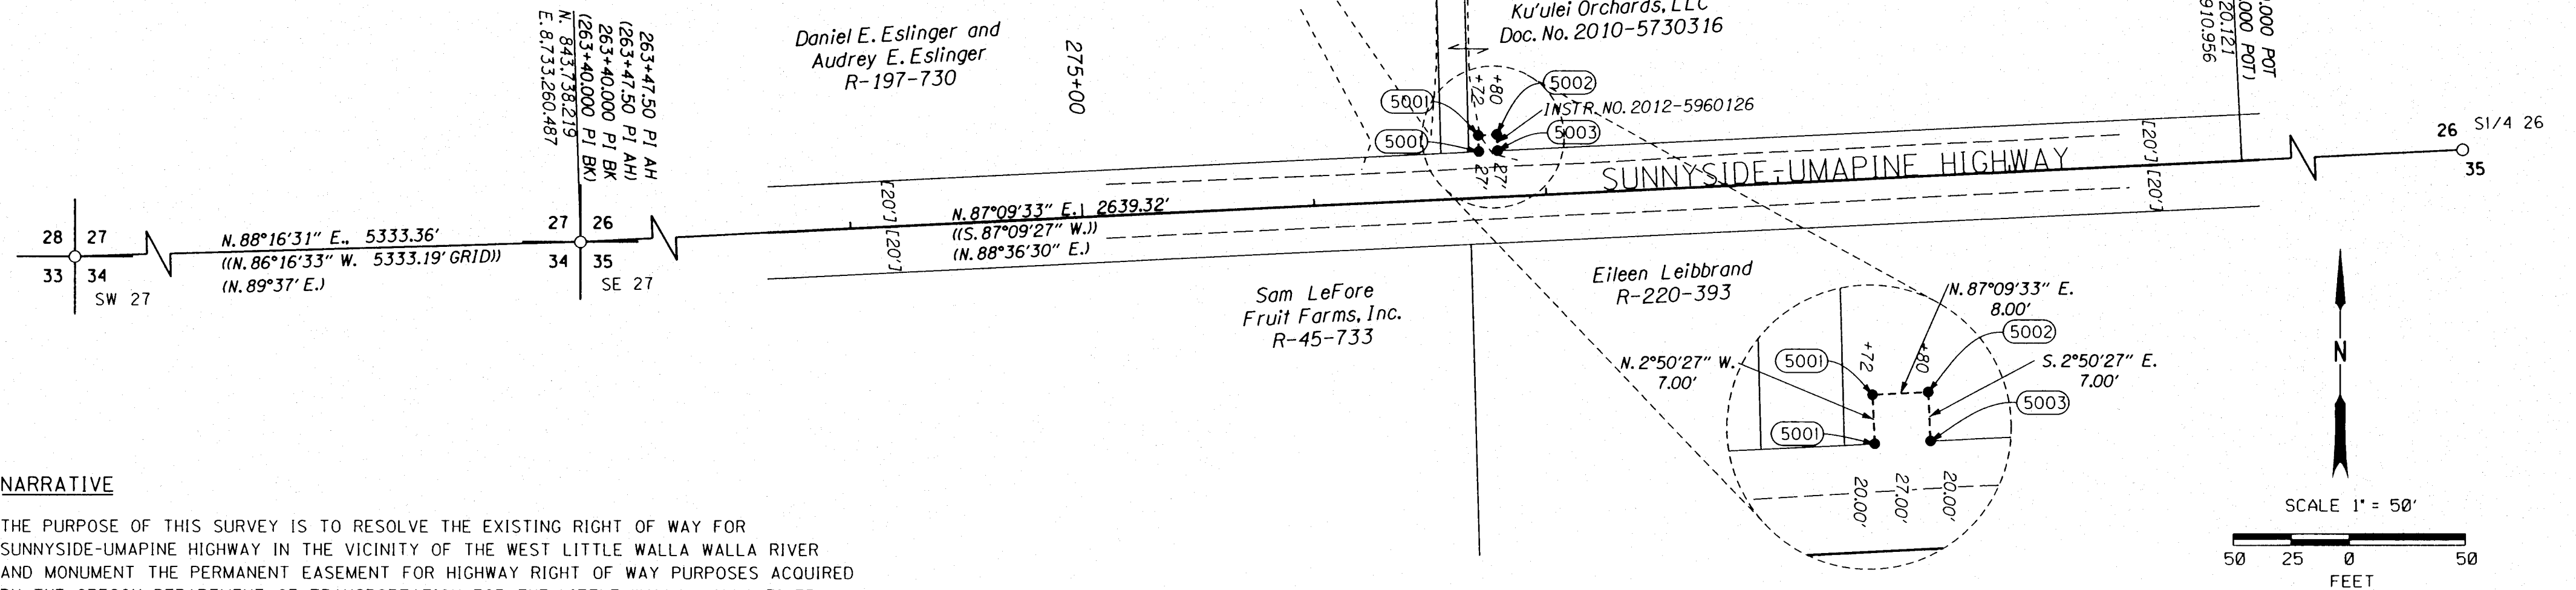 263+47.50 PI AH
(263+47.50 PI AH)
263+40.000 PI BK
(263+40.000 PI BK)
N. 843,738.219
E. 8,733,260.487
Daniel E. Eslinger and
Audrey E. Eslinger
R-197-730
275+00
Ku'ulei Orchards, LLC
Doc. No. 2010-5730316
+72
+80
5001
5002
INSTR. NO. 2012-5960126
5001
5003
27'
27'
.000 POT
.000 POT)
20.121
910.956
26 S1/4 26
35
[20']
[20']
SUNNYSIDE-UMAPINE HIGHWAY
[20']
[20']
28 27
33 34
SW 27
N. 88°16'31" E., 5333.36'
((N. 86°16'33" W. 5333.19' GRID))
(N. 89°37' E.)
27 26
34 35
SE 27
N. 87°09'33" E. 2639.32'
((S. 87°09'27" W.))
(N. 88°36'30" E.)
Sam LeFore
Fruit Farms, Inc.
R-45-733
Eileen Leibbrand
R-220-393
N. 87°09'33" E.
8.00'
5002
+72
+80
5001
N. 2°50'27" W.
7.00'
S. 2°50'27" E.
7.00'
5003
5001
20.00'
27.00'
20.00'
N
SCALE 1" = 50'
50 25 0 50
FEET
NARRATIVE
THE PURPOSE OF THIS SURVEY IS TO RESOLVE THE EXISTING RIGHT OF WAY FOR
SUNNYSIDE-UMAPINE HIGHWAY IN THE VICINITY OF THE WEST LITTLE WALLA WALLA RIVER
AND MONUMENT THE PERMANENT EASEMENT FOR HIGHWAY RIGHT OF WAY PURPOSES ACQUIRED